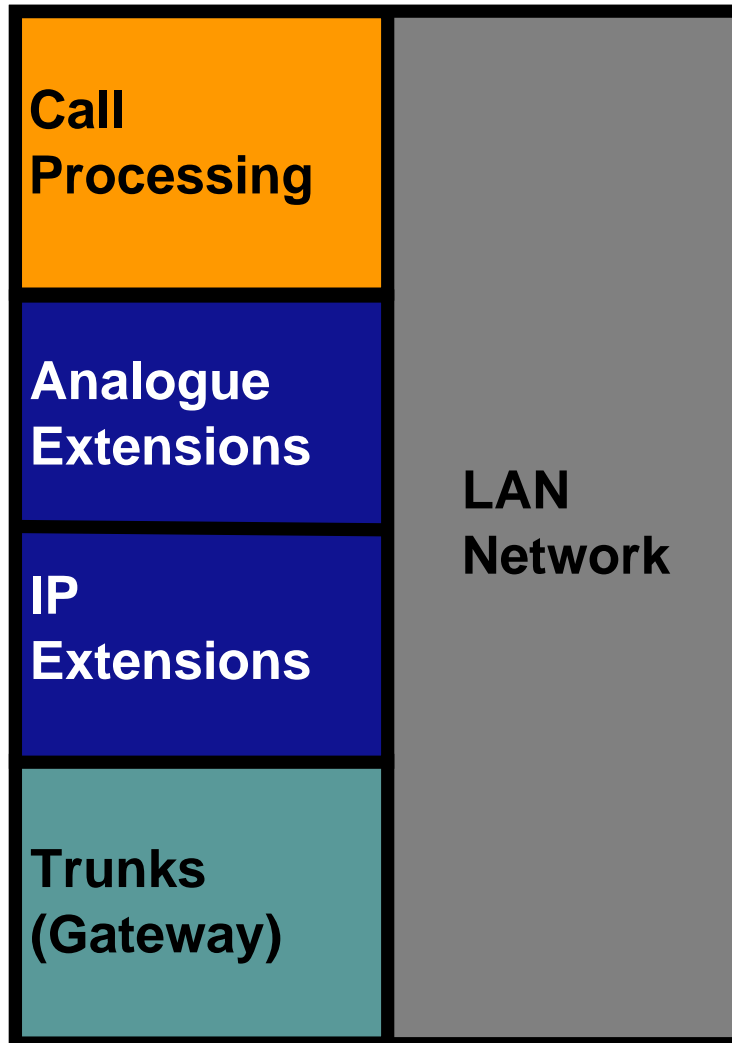 Call
Processing
Analogue
Extensions
IP
Extensions
Trunks
(Gateway)
LAN
Network